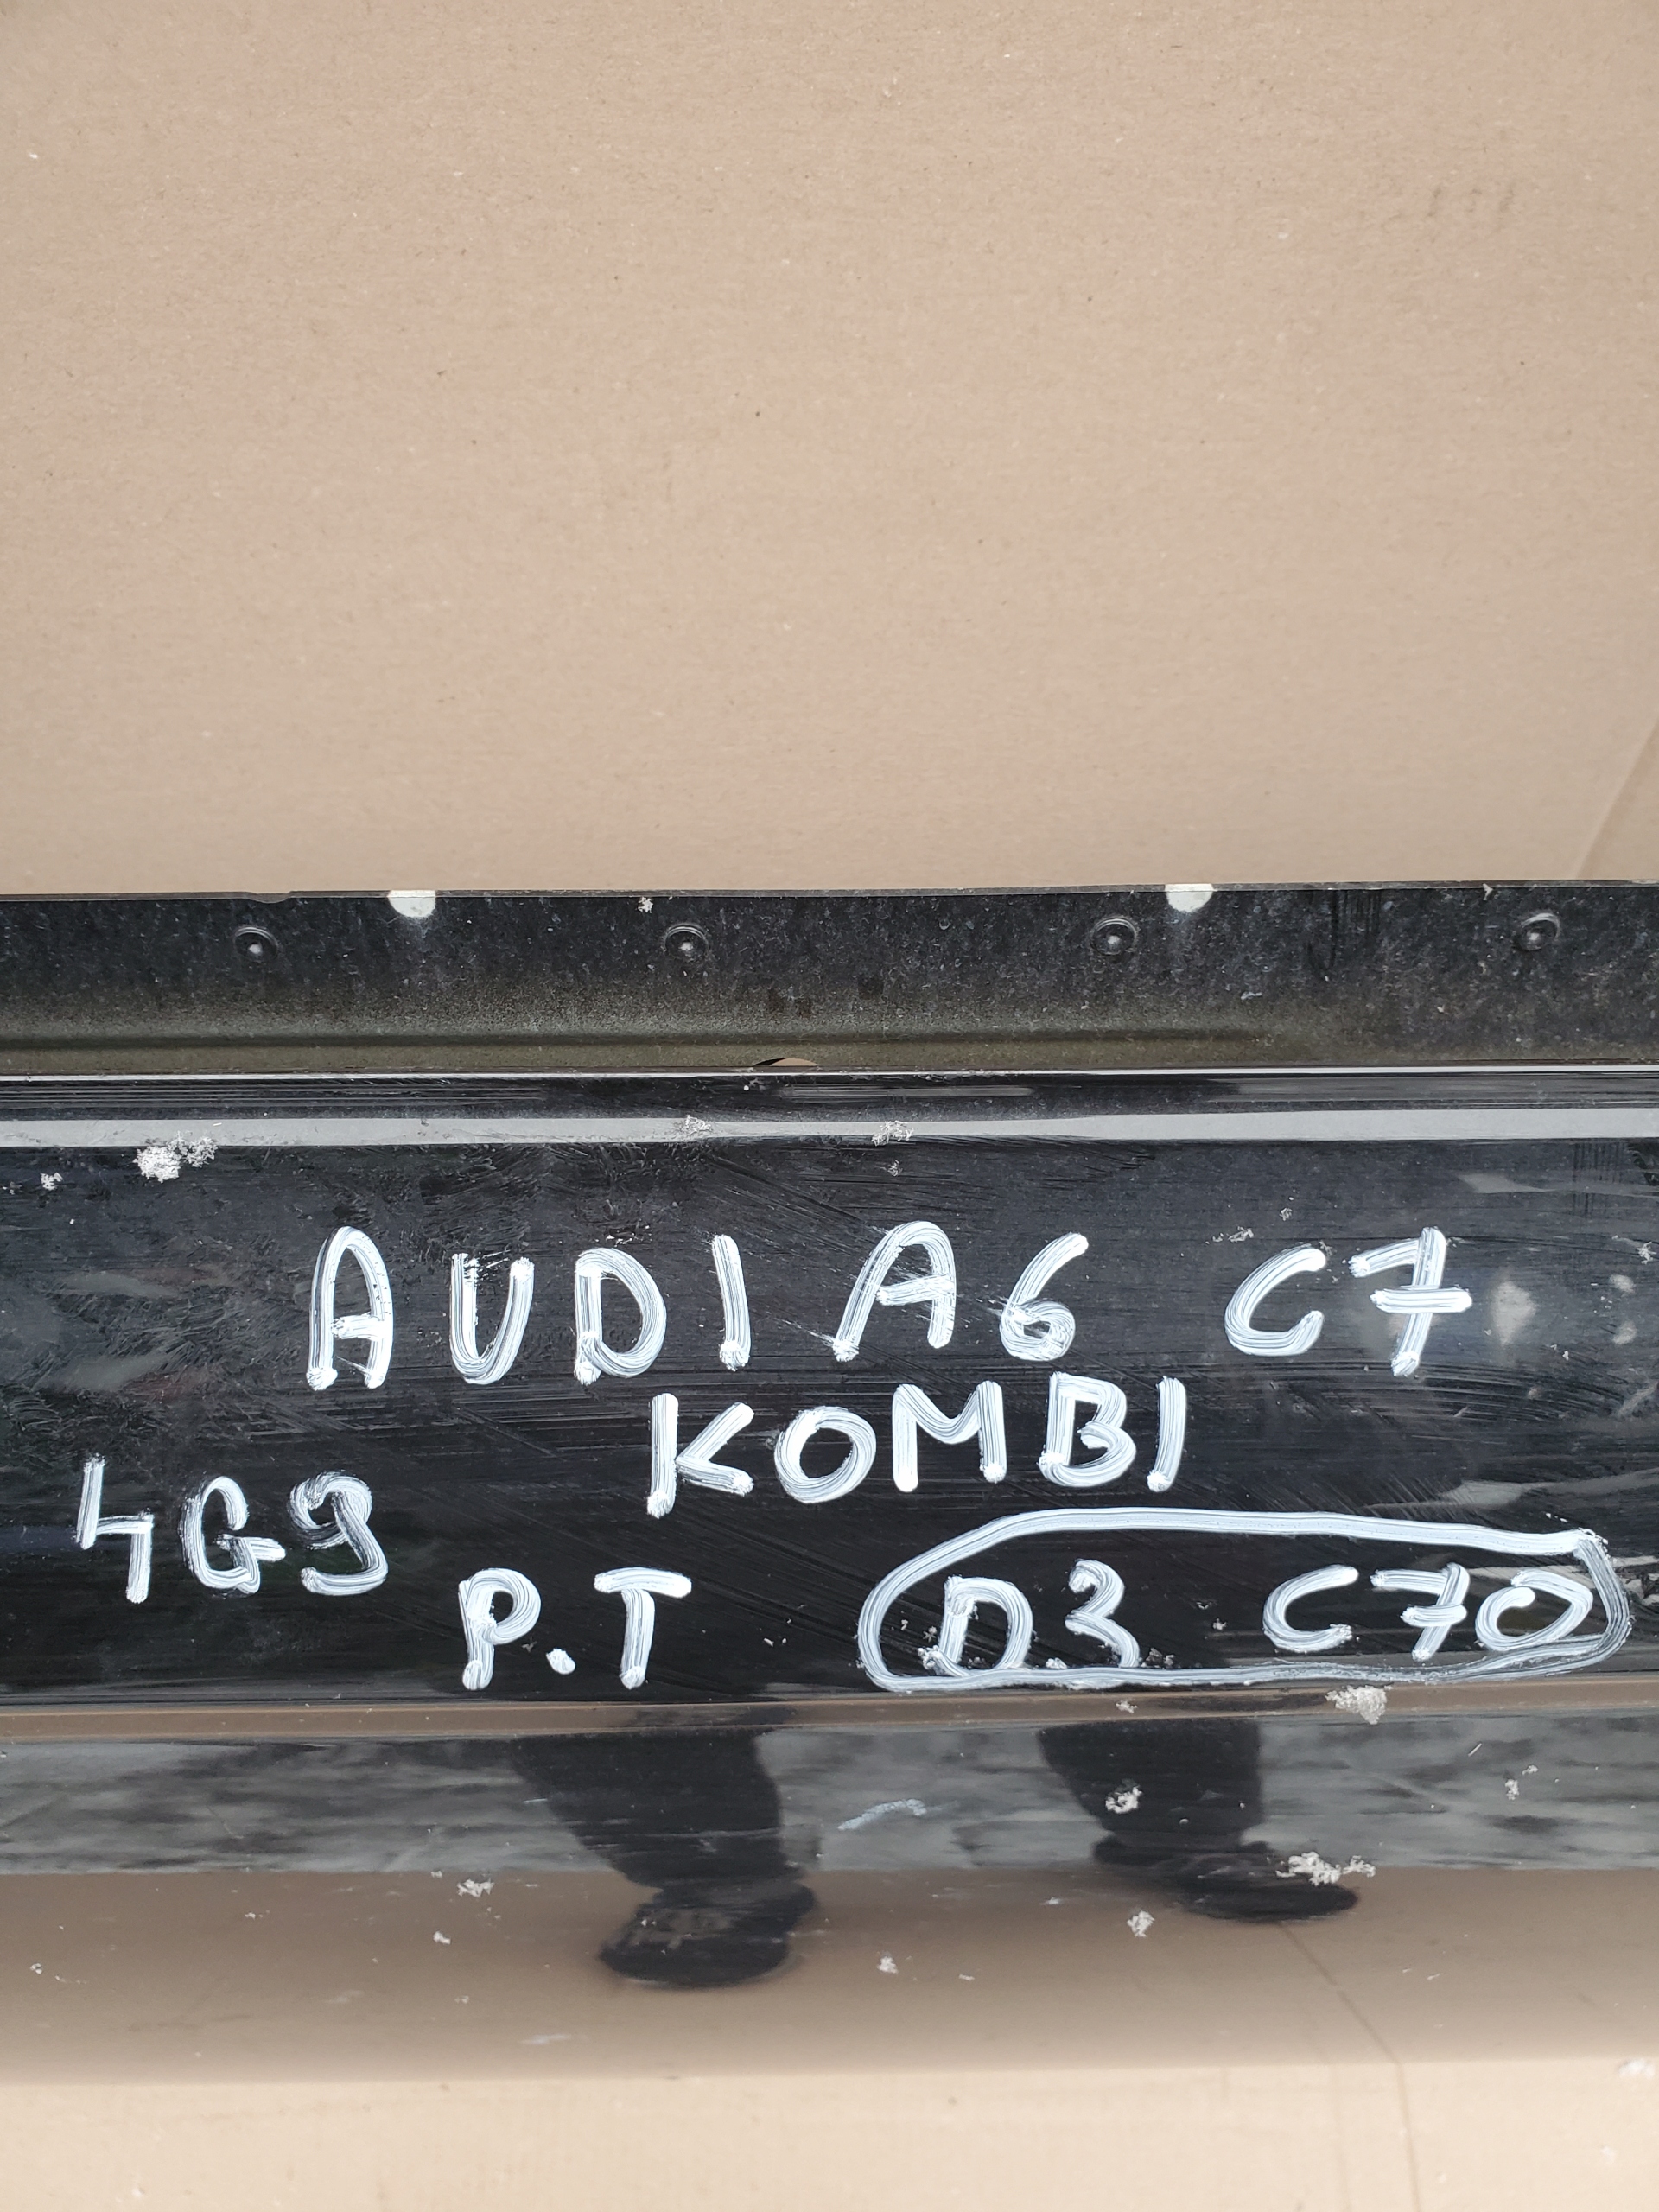 AUDI A6 C7
KOMBI
4G9
P.T D3 C70